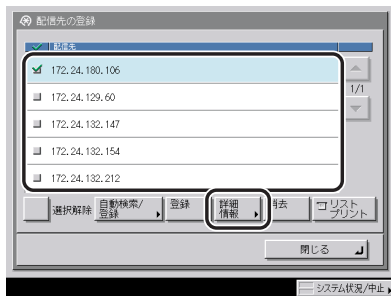 配信先の登録
配信先
172.24.180.106
172.24.129.60
172.24.132.147
172.24.132.154
172.24.132.212
1/1
選択解除
自動検索/
登録
登録
詳細
情報
消去
リスト
プリント
閉じる
システム状況/中止